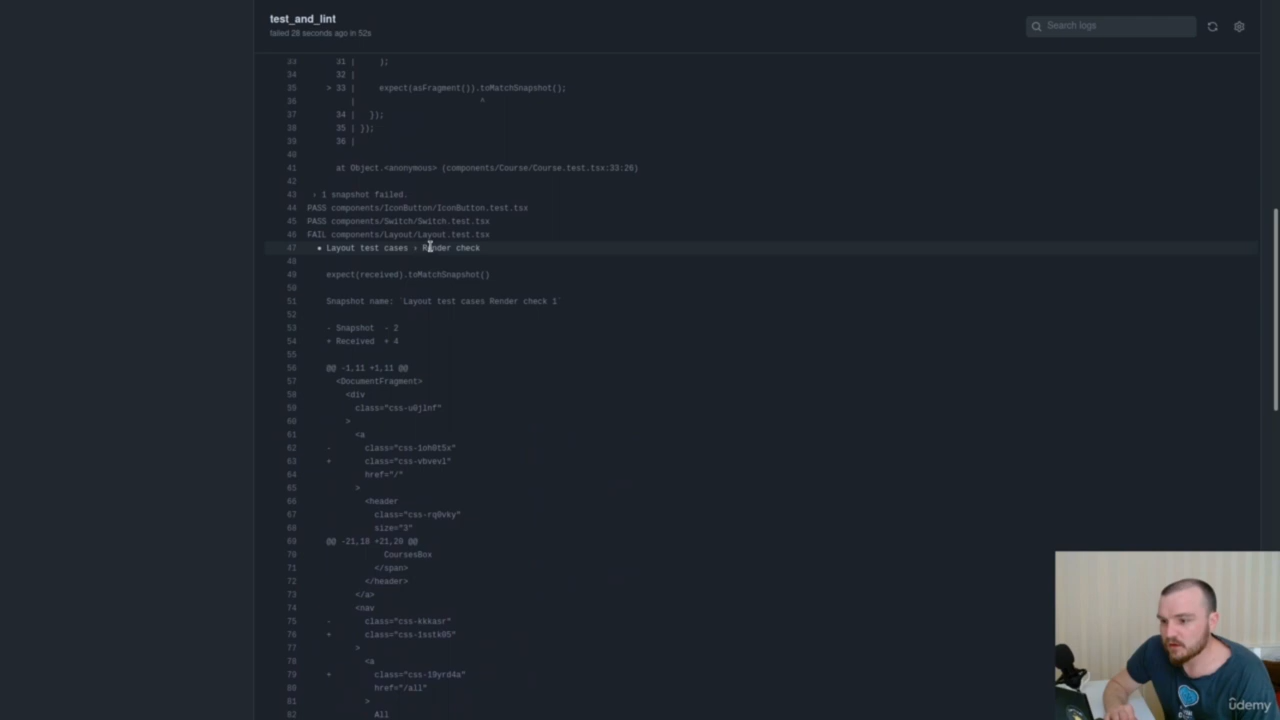 test_and_lint
failed 28 seconds ago in 52s
Search logs
33 31 | );
34 32 |
35 > 33 | expect(asFragment()).toMatchSnapshot();
36 | ^
37 34 | });
38 35 | });
39 36 |
40
41 at Object.<anonymous> (components/Course/Course.test.tsx:33:26)
42
43 › 1 snapshot failed.
44 PASS components/IconButton/IconButton.test.tsx
45 PASS components/Switch/Switch.test.tsx
46 FAIL components/Layout/Layout.test.tsx
47 ● Layout test cases › Render check
48
49 expect(received).toMatchSnapshot()
50
51 Snapshot name: `Layout test cases Render check 1`
52
53 - Snapshot - 2
54 + Received + 4
55
56 @@ -1,11 +1,11 @@
57 <DocumentFragment>
58 <div
59 class="css-u0jlnf"
60 >
61 <a
62 - class="css-1oh0t5x"
63 + class="css-vbvevl"
64 href="/"
65 >
66 <header
67 class="css-rq0vky"
68 size="3"
69 @@ -21,18 +21,20 @@
70 CoursesBox
71 </span>
72 </header>
73 </a>
74 <nav
75 - class="css-kkkasr"
76 + class="css-1sstk05"
77 >
78 <a
79 + class="css-19yrd4a"
80 href="/all"
81 >
82 All
ûdemy